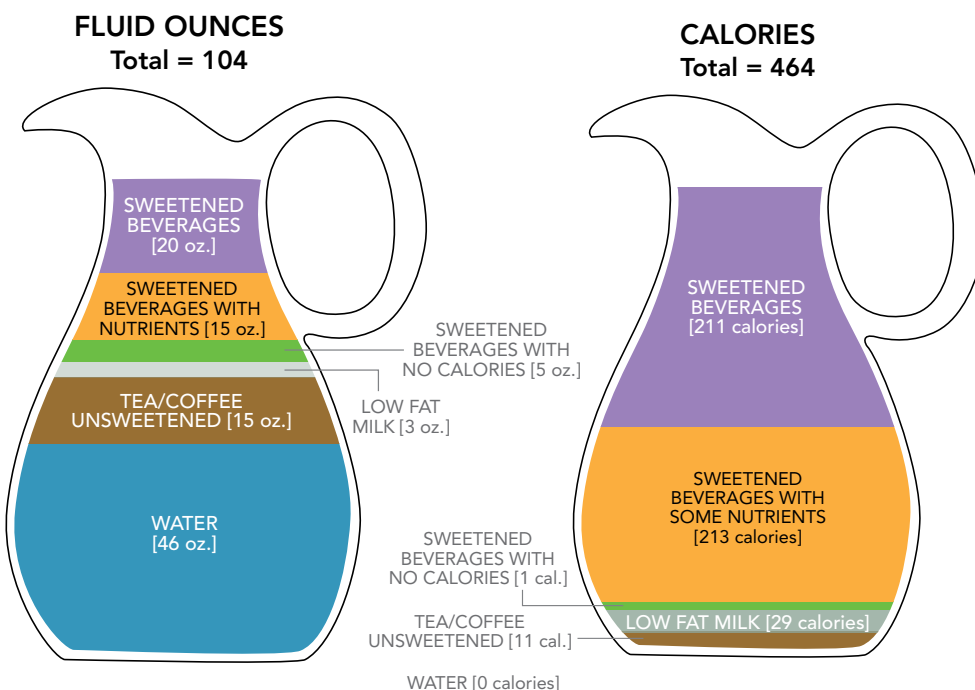 FLUID OUNCES
Total = 104
SWEETENED
BEVERAGES
[20 oz.]
SWEETENED
BEVERAGES WITH
NUTRIENTS [15 oz.]
SWEETENED
BEVERAGES WITH
NO CALORIES [5 oz.]
LOW FAT
MILK [3 oz.]
TEA/COFFEE
UNSWEETENED [15 oz.]
WATER
[46 oz.]
CALORIES
Total = 464
SWEETENED
BEVERAGES
[211 calories]
SWEETENED
BEVERAGES WITH
SOME NUTRIENTS
[213 calories]
SWEETENED
BEVERAGES WITH
NO CALORIES [1 cal.]
LOW FAT MILK [29 calories]
TEA/COFFEE
UNSWEETENED [11 cal.]
WATER [0 calories]